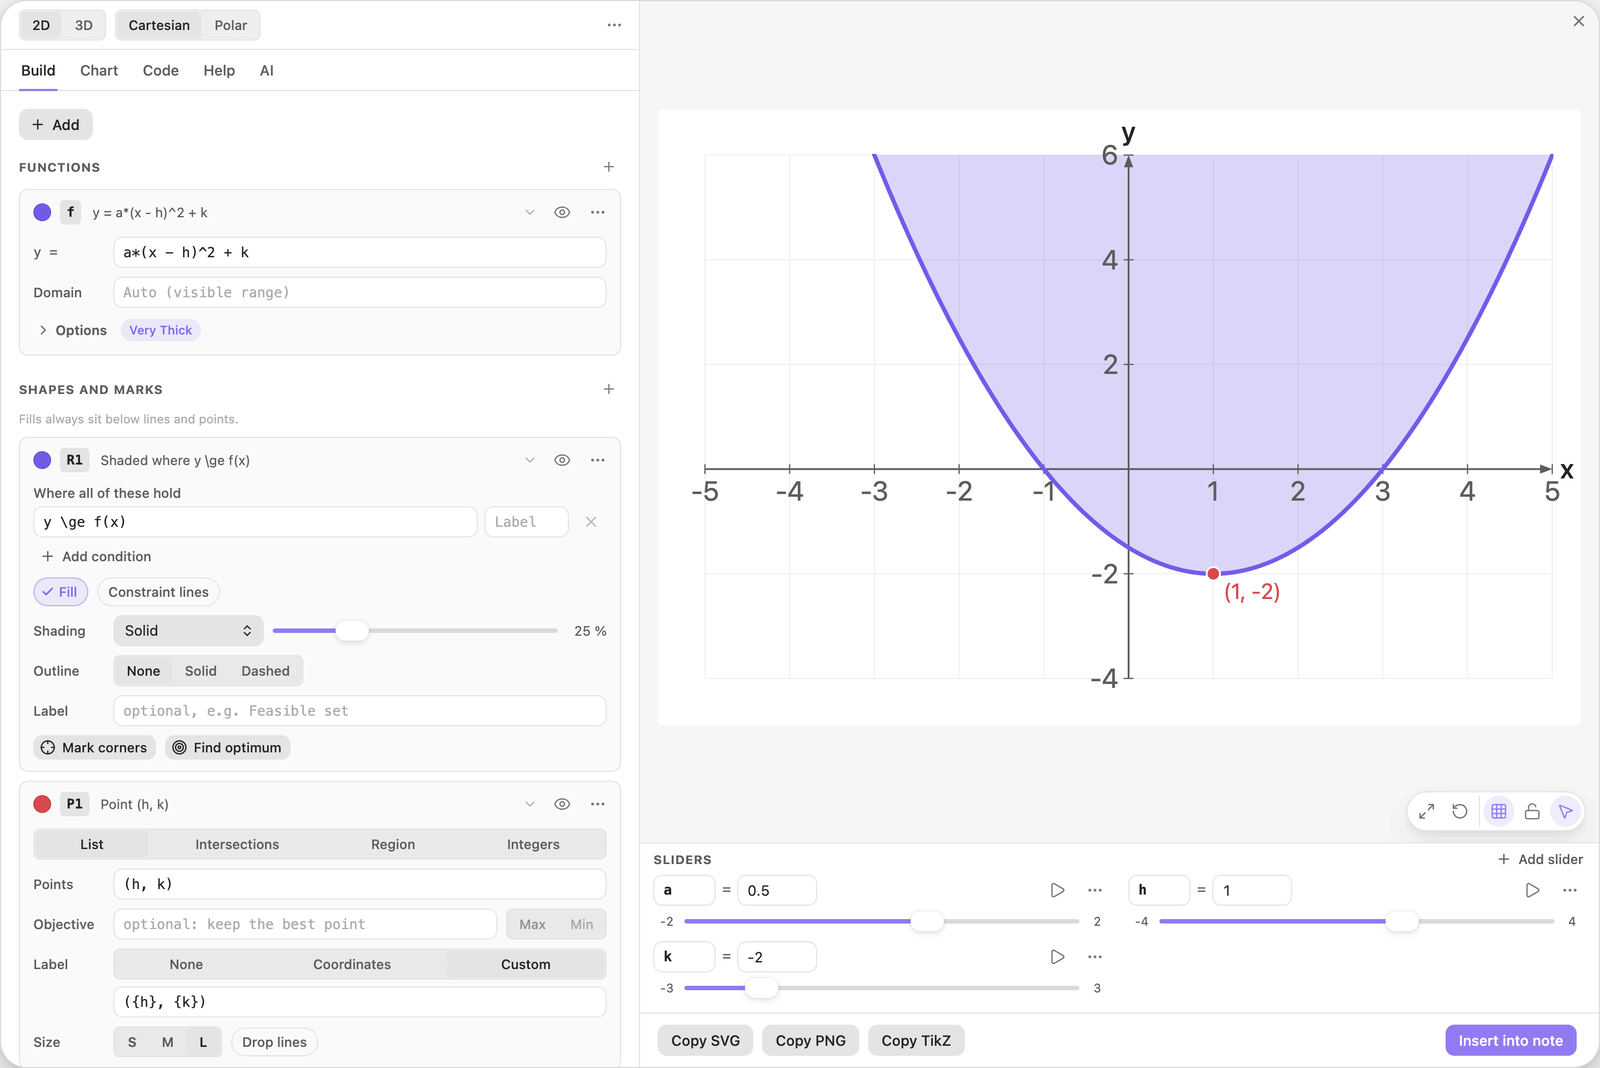 2D 3D Cartesian Polar
Build Chart Code Help AI
+ Add
FUNCTIONS
f y = a*(x - h)^2 + k
y = a*(x − h)^2 + k
Domain Auto (visible range)
Options Very Thick
SHAPES AND MARKS
Fills always sit below lines and points.
R1 Shaded where y \ge f(x)
Where all of these hold
y \ge f(x) Label
+ Add condition
Fill Constraint lines
Shading Solid 25 %
Outline None Solid Dashed
Label optional, e.g. Feasible set
Mark corners Find optimum
P1 Point (h, k)
List Intersections Region Integers
Points (h, k)
Objective optional: keep the best point Max Min
Label None Coordinates Custom
({h}, {k})
Size S M L Drop lines
y
6
4
2
x
-5 -4 -3 -2 -1 1 2 3 4 5
-2
(1, -2)
-4
SLIDERS + Add slider
a = 0.5 h = 1
-2 2 -4 4
k = -2
-3 3
Copy SVG Copy PNG Copy TikZ Insert into note